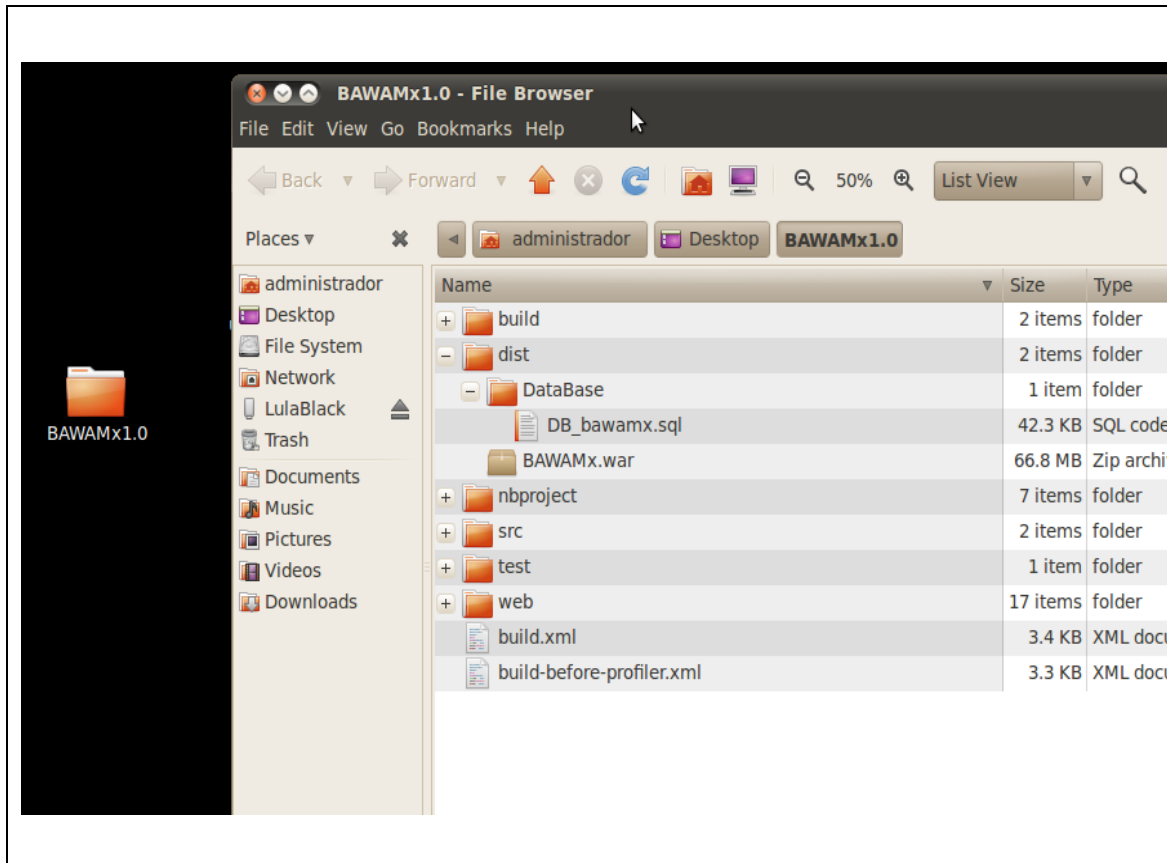 BAWAMx1.0 - File Browser
File Edit View Go Bookmarks Help
Back Forward 50% List View
Places administrador Desktop BAWAMx1.0
administrador
Desktop
File System
Network
LulaBlack
Trash
Documents
Music
Pictures
Videos
Downloads
BAWAMx1.0
Name Size Type
build 2 items folder
dist 2 items folder
DataBase 1 item folder
DB_bawamx.sql 42.3 KB SQL code
BAWAMx.war 66.8 MB Zip archi
nbproject 7 items folder
src 2 items folder
test 1 item folder
web 17 items folder
build.xml 3.4 KB XML docu
build-before-profiler.xml 3.3 KB XML docu